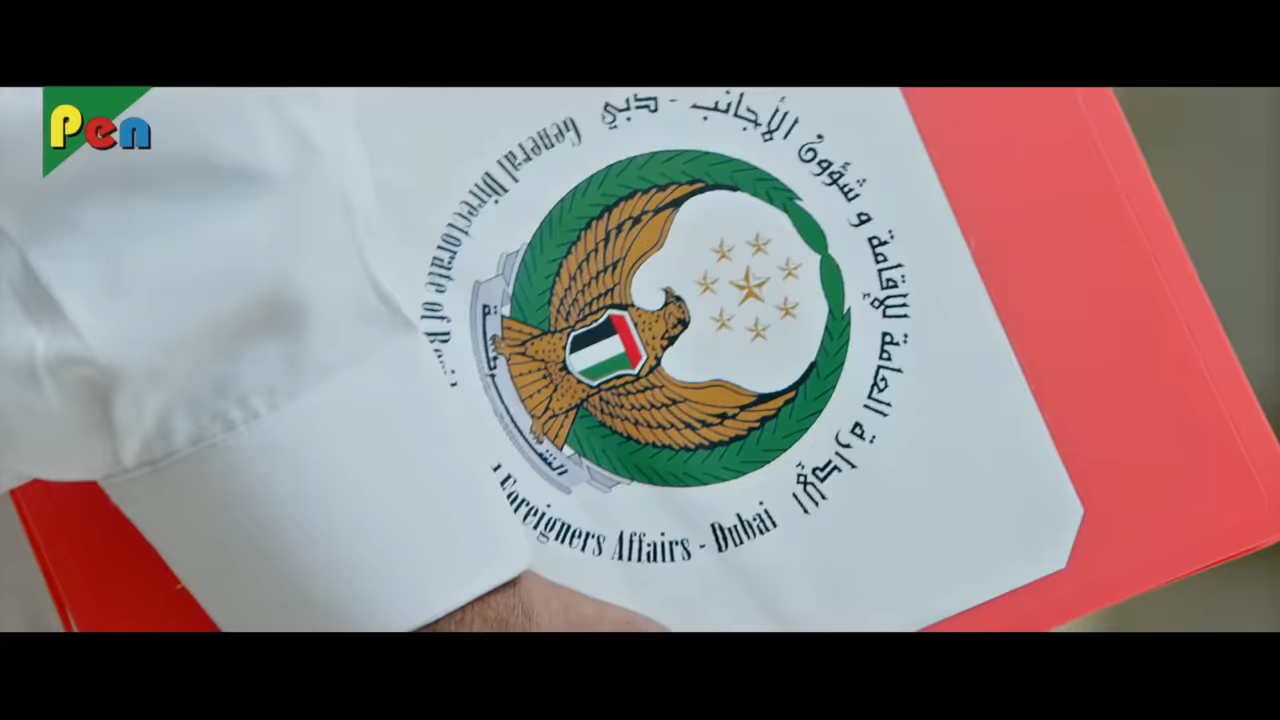 Pen
الإدارة العامة للإقامة و شؤون الأجانب - دبي
General Directorate of
Foreigners Affairs - Dubai